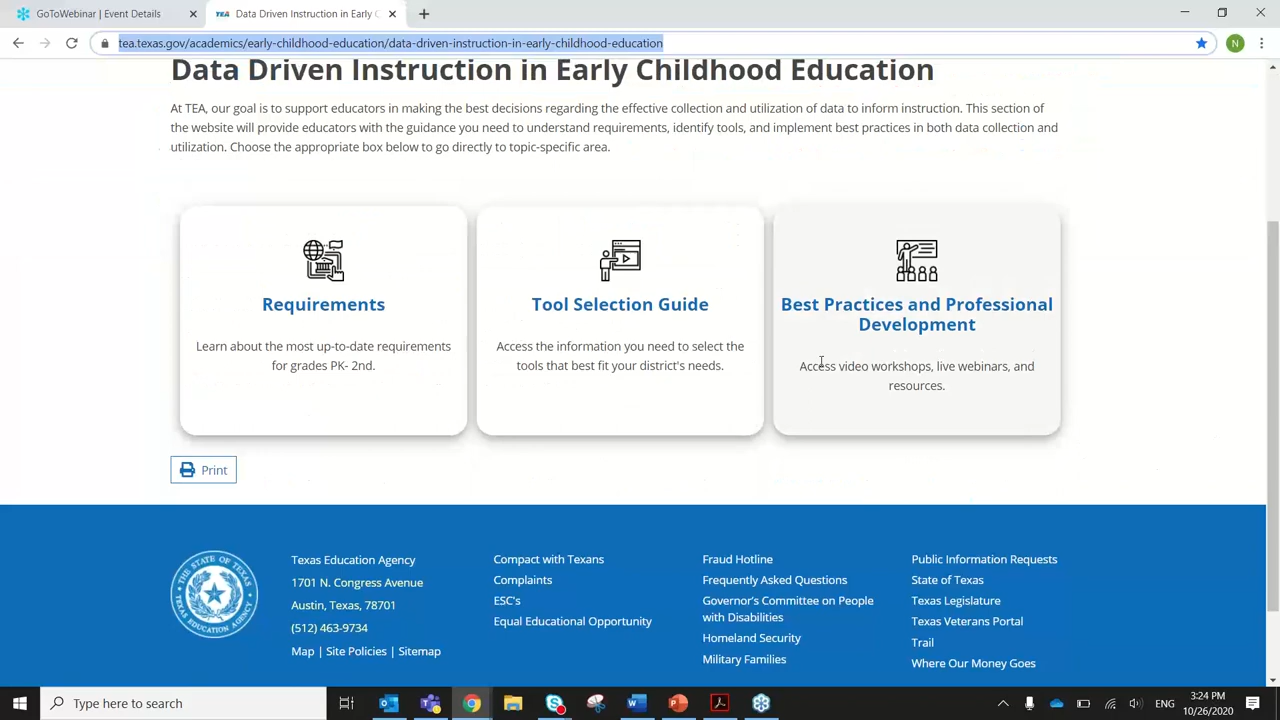 GoToWebinar | Event Details
TEA Data Driven Instruction in Early C
tea.texas.gov/academics/early-childhood-education/data-driven-instruction-in-early-childhood-education
N
Data Driven Instruction in Early Childhood Education
At TEA, our goal is to support educators in making the best decisions regarding the effective collection and utilization of data to inform instruction. This section of
the website will provide educators with the guidance you need to understand requirements, identify tools, and implement best practices in both data collection and
utilization. Choose the appropriate box below to go directly to topic-specific area.
Requirements
Learn about the most up-to-date requirements
for grades PK- 2nd.
Tool Selection Guide
Access the information you need to select the
tools that best fit your district's needs.
Best Practices and Professional
Development
Access video workshops, live webinars, and
resources.
Print
THE STATE OF TEXAS
TEXAS EDUCATION AGENCY
Texas Education Agency
1701 N. Congress Avenue
Austin, Texas, 78701
(512) 463-9734
Map | Site Policies | Sitemap
Compact with Texans
Complaints
ESC's
Equal Educational Opportunity
Fraud Hotline
Frequently Asked Questions
Governor's Committee on People
with Disabilities
Homeland Security
Military Families
Public Information Requests
State of Texas
Texas Legislature
Texas Veterans Portal
Trail
Where Our Money Goes
Type here to search
ENG
3:24 PM
10/26/2020